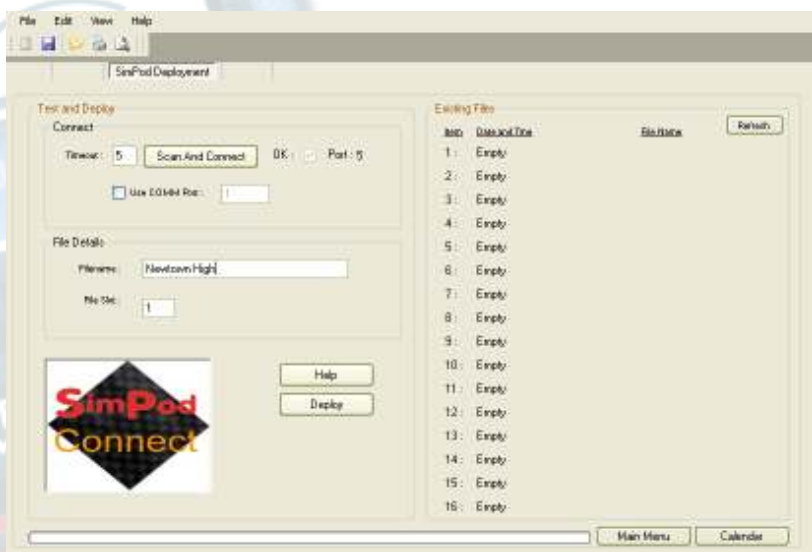 File Edit View Help
SimPod Deployment
Test and Deploy
Connect
Timeout : 5 Scan And Connect OK : Port : 5
Use COMM Port : 1
File Details
Filename : Newtown High
File Slot : 1
Help
Deploy
SimPod
Connect
Existing Files
Item Date and Time File Name Refresh
1 : Empty
2 : Empty
3 : Empty
4 : Empty
5 : Empty
6 : Empty
7 : Empty
8 : Empty
9 : Empty
10 : Empty
11 : Empty
12 : Empty
13 : Empty
14 : Empty
15 : Empty
16 : Empty
Main Menu Calendar